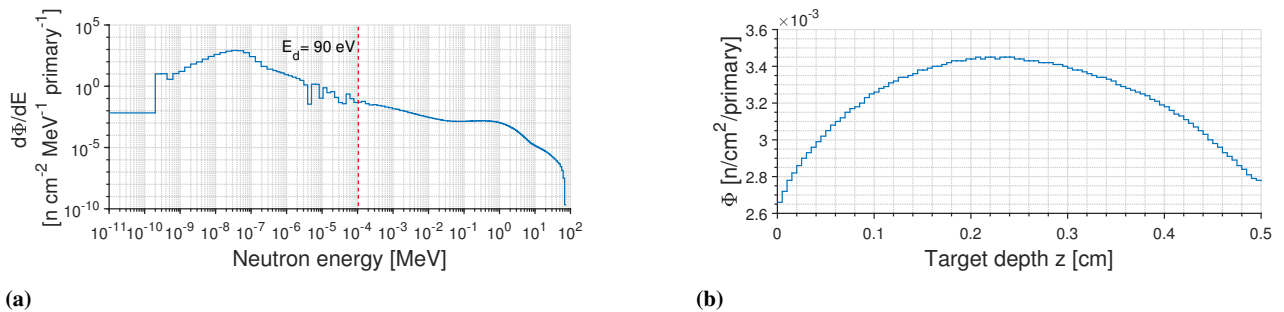 10^5
10^0
10^-5
10^-10
dΦ/dE
[n cm^-2 MeV^-1 primary^-1]
E_d= 90 eV
10^-11 10^-10 10^-9 10^-8 10^-7 10^-6 10^-5 10^-4 10^-3 10^-2 10^-1 10^0 10^1 10^2
Neutron energy [MeV]
(a)
×10^-3
3.6
3.4
3.2
3
2.8
2.6
Φ [n/cm^2/primary]
0 0.1 0.2 0.3 0.4 0.5
Target depth z [cm]
(b)